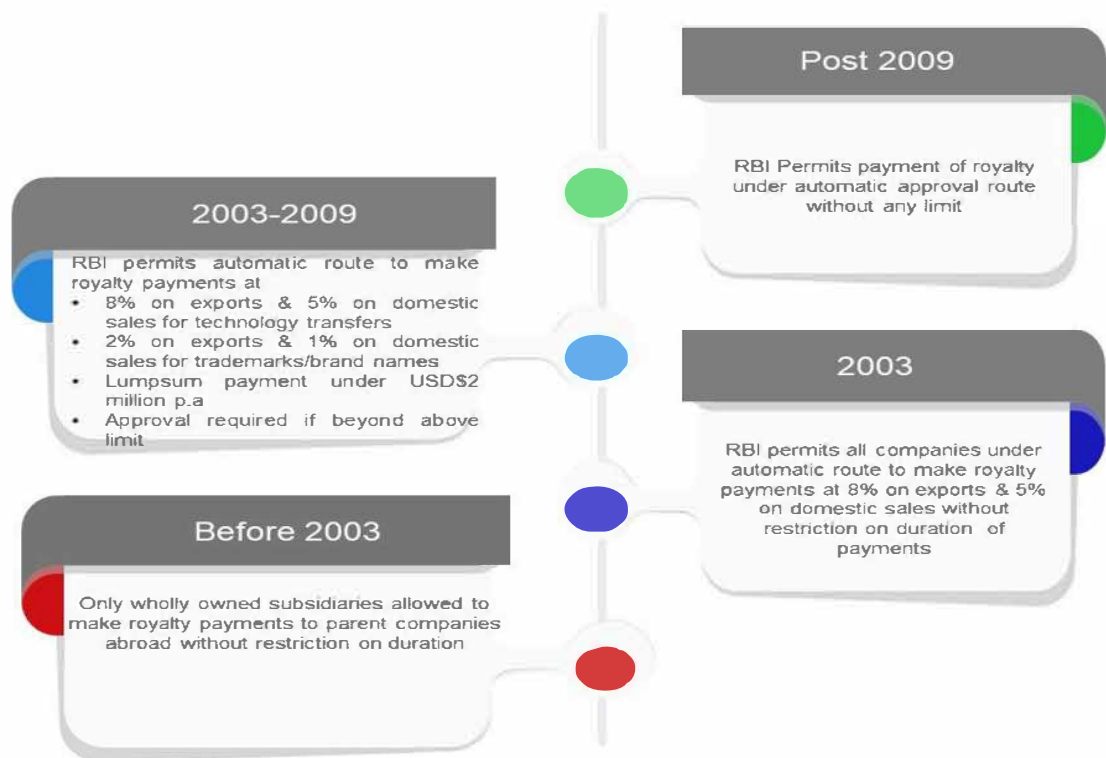 Post 2009
RBI Permits payment of royalty
under automatic approval route
without any limit
2003-2009
RBI permits automatic route to make
royalty payments at
• 8% on exports & 5% on domestic
sales for technology transfers
• 2% on exports & 1% on domestic
sales for trademarks/brand names
• Lumpsum payment under USD$2
million p.a
• Approval required if beyond above
limit
2003
RBI permits all companies under
automatic route to make royalty
payments at 8% on exports & 5%
on domestic sales without
restriction on duration of
payments
Before 2003
Only wholly owned subsidiaries allowed to
make royalty payments to parent companies
abroad without restriction on duration